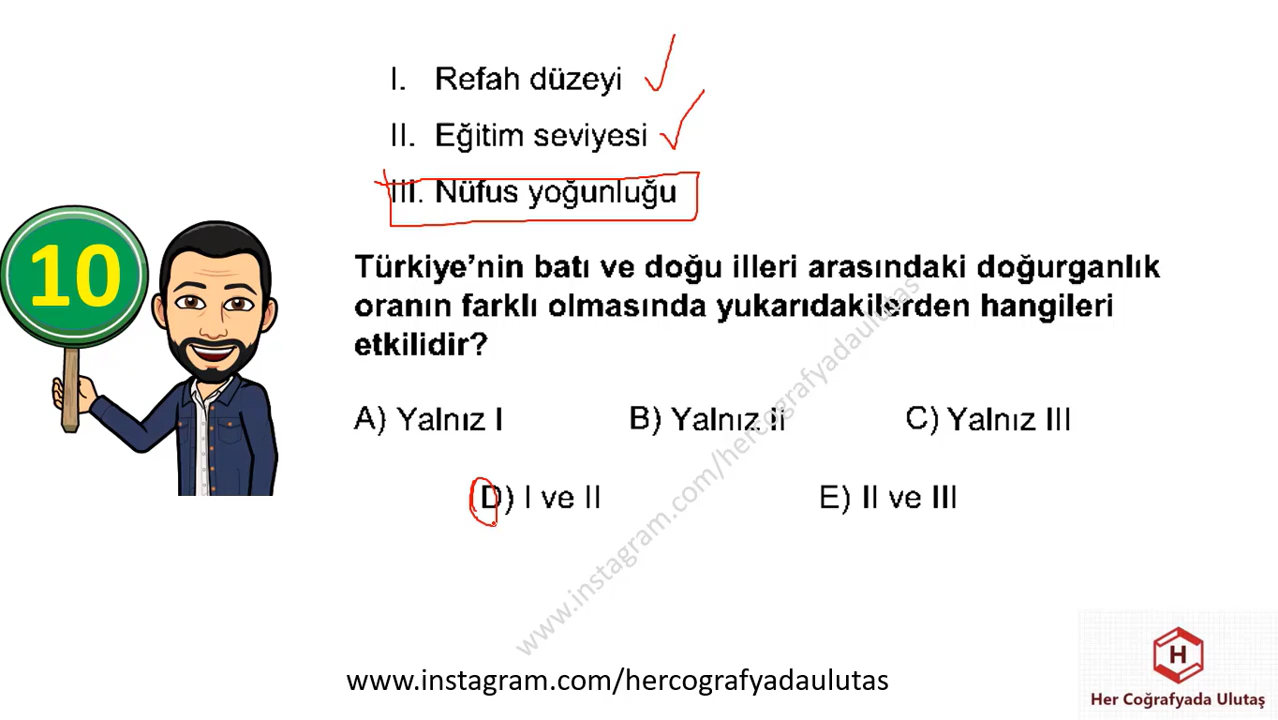 I. Refah düzeyi
II. Eğitim seviyesi
III. Nüfus yoğunluğu
10
Türkiye'nin batı ve doğu illeri arasındaki doğurganlık
oranın farklı olmasında yukarıdakilerden hangileri
etkilidir?
A) Yalnız I
B) Yalnız II
C) Yalnız III
D) I ve II
E) II ve III
www.instagram.com/hercografyadaulutas
www.instagram.com/hercografyadaulutas
H
Her Coğrafyada Ulutaş